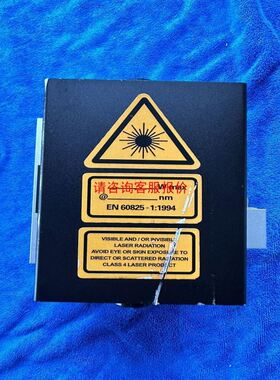 请咨询客服报价
W max
@ nm
EN 60825 - 1:1994
VISIBLE AND / OR INVISIBLE
LASER RADIATION
AVOID EYE OR SKIN EXPOSURE TO
DIRECT OR SCATTERED RADIATION
CLASS 4 LASER PRODUCT